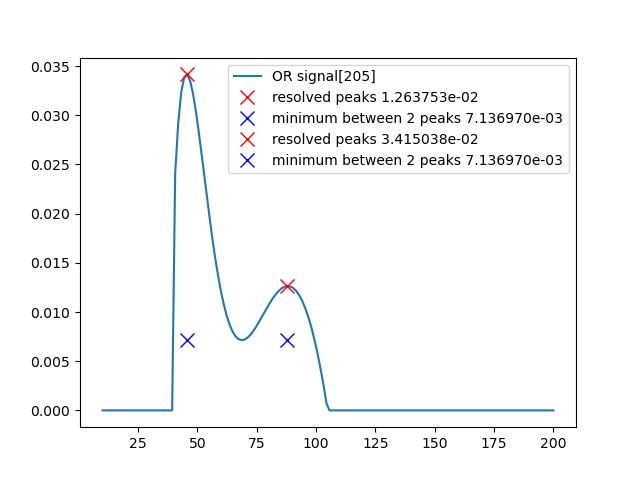 0.035
0.030
0.025
0.020
0.015
0.010
0.005
0.000
OR signal[205]
resolved peaks 1.263753e-02
minimum between 2 peaks 7.136970e-03
resolved peaks 3.415038e-02
minimum between 2 peaks 7.136970e-03
25 50 75 100 125 150 175 200